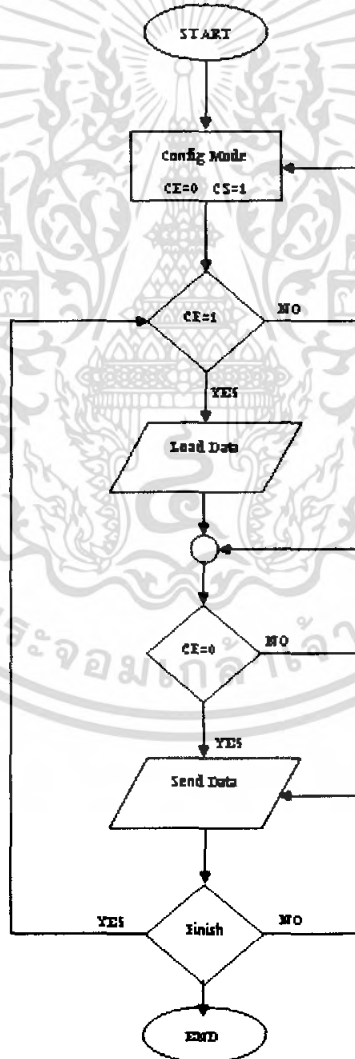 START
Config Mode
CE=0 CS=1
CE=1
NO
YES
Load Data
CE=0
NO
YES
Send Data
YES
Finish
NO
END